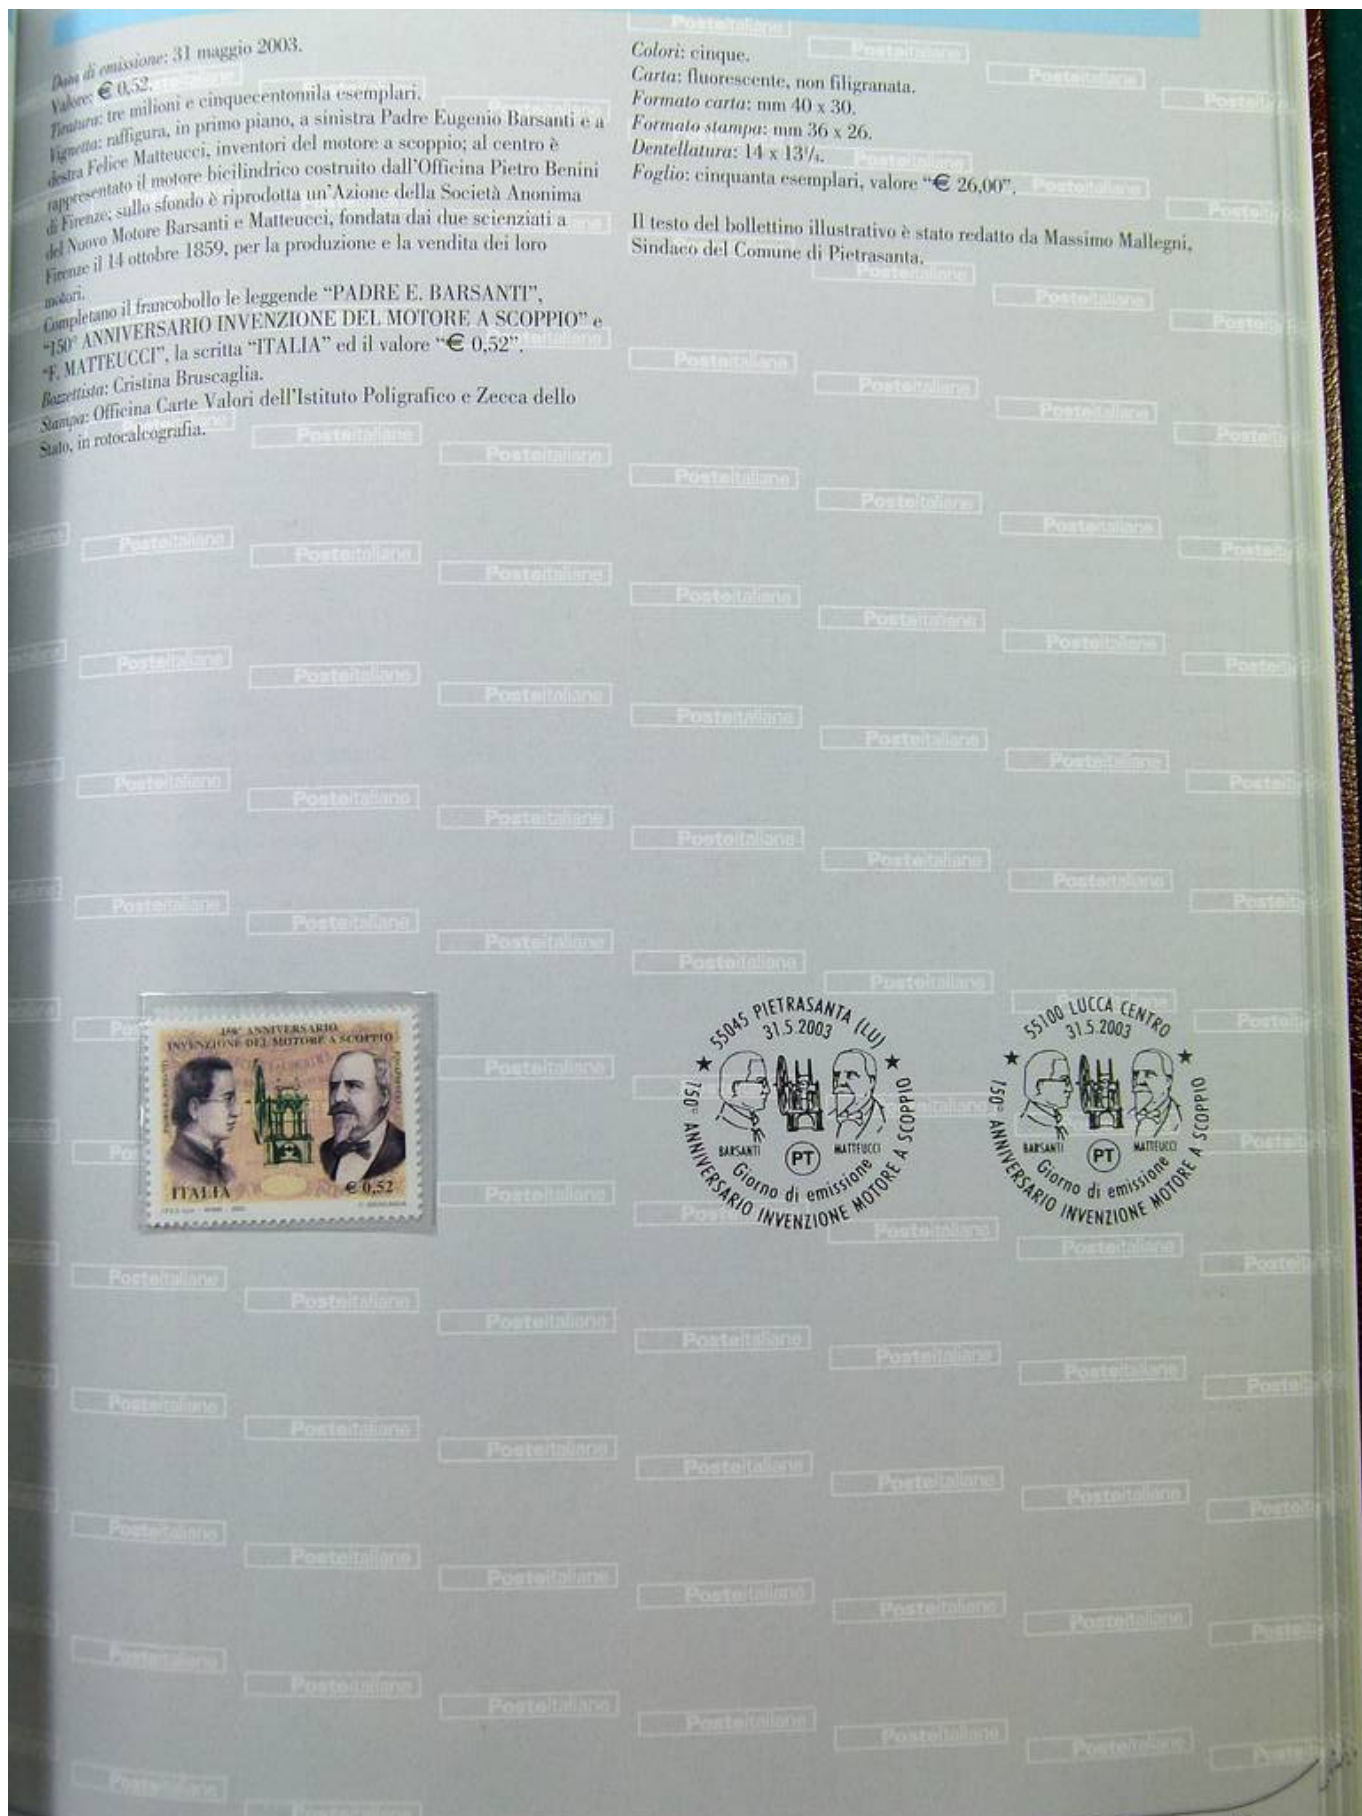 Data di emissione: 31 maggio 2003.
Valore: € 0,52.
Tiratura: tre milioni e cinquecentomila esemplari.
Vignetta: raffigura, in primo piano, a sinistra Padre Eugenio Barsanti e a
destra Felice Matteucci, inventori del motore a scoppio; al centro è
rappresentato il motore bicilindrico costruito dall'Officina Pietro Benini
di Firenze; sullo sfondo è riprodotta un'Azione della Società Anonima
del Nuovo Motore Barsanti e Matteucci, fondata dai due scienziati a
Firenze il 14 ottobre 1859, per la produzione e la vendita dei loro
motori.
Completano il francobollo le leggende "PADRE E. BARSANTI",
"150° ANNIVERSARIO INVENZIONE DEL MOTORE A SCOPPIO" e
"F. MATTEUCCI", la scritta "ITALIA" ed il valore "€ 0,52".
Bozzettista: Cristina Bruscaglia.
Stampa: Officina Carte Valori dell'Istituto Poligrafico e Zecca dello
Stato, in rotocalcografia.
Colori: cinque.
Carta: fluorescente, non filigranata.
Formato carta: mm 40 x 30.
Formato stampa: mm 36 x 26.
Dentellatura: 14 x 13¼.
Foglio: cinquanta esemplari, valore "€ 26,00".
Il testo del bollettino illustrativo è stato redatto da Massimo Mallegni,
Sindaco del Comune di Pietrasanta.
150° ANNIVERSARIO
INVENZIONE DEL MOTORE A SCOPPIO
ITALIA
€ 0,52
55045 PIETRASANTA (LU)
31.5.2003
BARSANTI
MATTEUCCI
PT
Giorno di emissione
150° ANNIVERSARIO INVENZIONE MOTORE A SCOPPIO
55100 LUCCA CENTRO
31.5.2003
BARSANTI
MATTEUCCI
PT
Giorno di emissione
150° ANNIVERSARIO INVENZIONE MOTORE A SCOPPIO
Posteitaliane